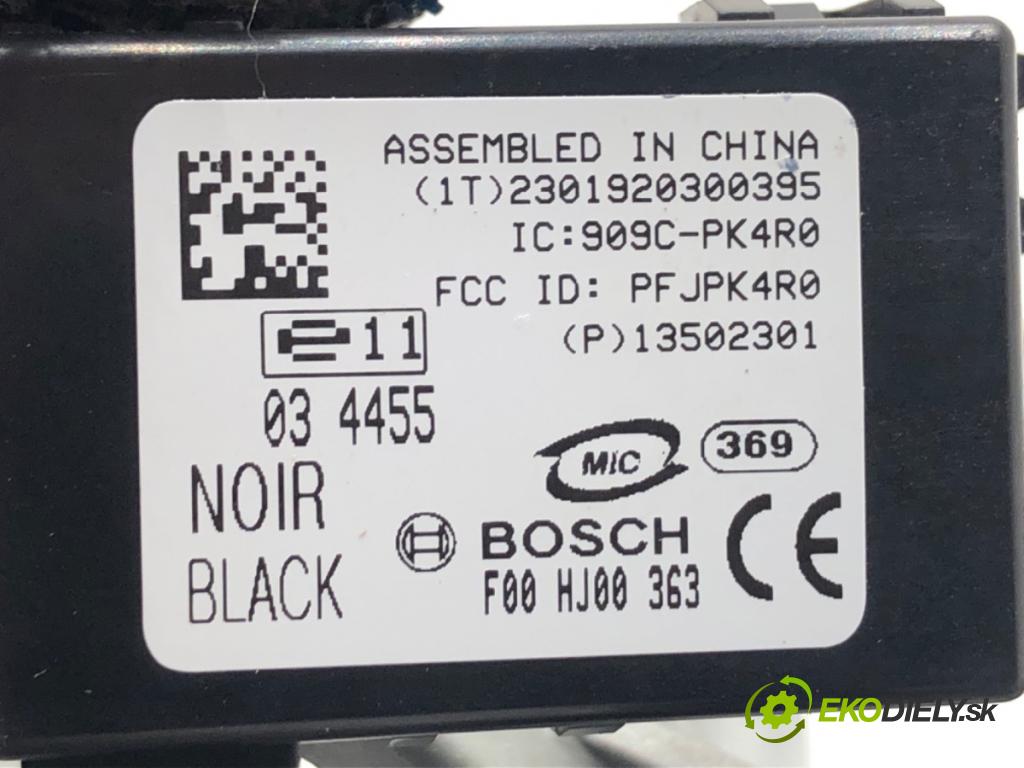 ASSEMBLED IN CHINA
(1T)2301920300395
IC:909C-PK4R0
FCC ID: PFJPK4R0
(P)13502301
e11
03 4455
NOIR
BLACK
MIC
369
BOSCH
F00 HJ00 363
CE
EKODIELY.sk